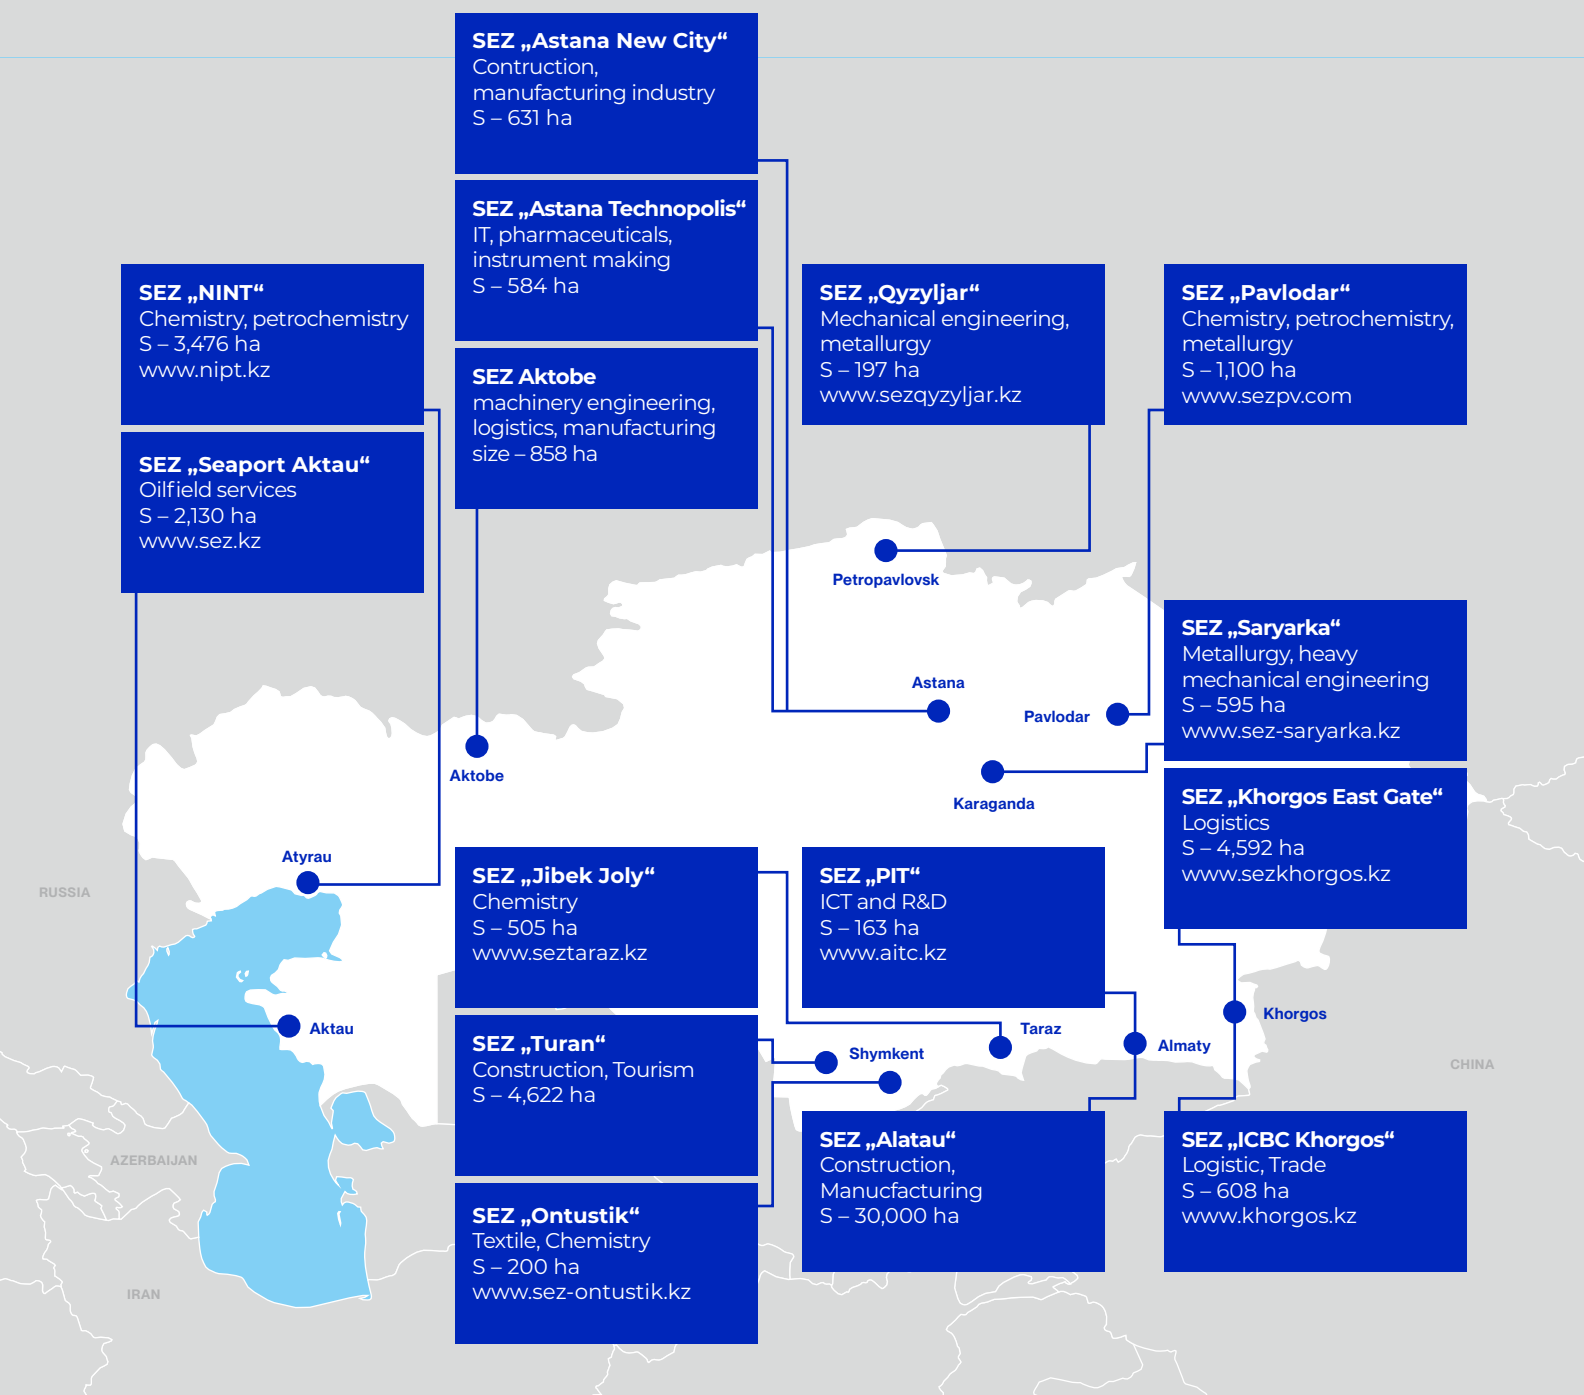 SEZ „Astana New City“
Contruction,
manufacturing industry
S – 631 ha
SEZ „Astana Technopolis“
IT, pharmaceuticals,
instrument making
S – 584 ha
SEZ „NINT“
Chemistry, petrochemistry
S – 3,476 ha
www.nipt.kz
SEZ Aktobe
machinery engineering,
logistics, manufacturing
size – 858 ha
SEZ „Qyzyljar“
Mechanical engineering,
metallurgy
S – 197 ha
www.sezqyzyljar.kz
SEZ „Pavlodar“
Chemistry, petrochemistry,
metallurgy
S – 1,100 ha
www.sezpv.com
SEZ „Seaport Aktau“
Oilfield services
S – 2,130 ha
www.sez.kz
Petropavlovsk
SEZ „Saryarka“
Metallurgy, heavy
mechanical engineering
S – 595 ha
www.sez-saryarka.kz
Astana
Pavlodar
Aktobe
Karaganda
SEZ „Khorgos East Gate“
Logistics
S – 4,592 ha
www.sezkhorgos.kz
Atyrau
RUSSIA
SEZ „Jibek Joly“
Chemistry
S – 505 ha
www.seztaraz.kz
SEZ „PIT“
ICT and R&D
S – 163 ha
www.aitc.kz
Aktau
Khorgos
Taraz
Almaty
Shymkent
CHINA
SEZ „Turan“
Construction, Tourism
S – 4,622 ha
AZERBAIJAN
SEZ „Alatau“
Construction,
Manucfacturing
S – 30,000 ha
SEZ „ICBC Khorgos“
Logistic, Trade
S – 608 ha
www.khorgos.kz
SEZ „Ontustik“
Textile, Chemistry
S – 200 ha
www.sez-ontustik.kz
IRAN